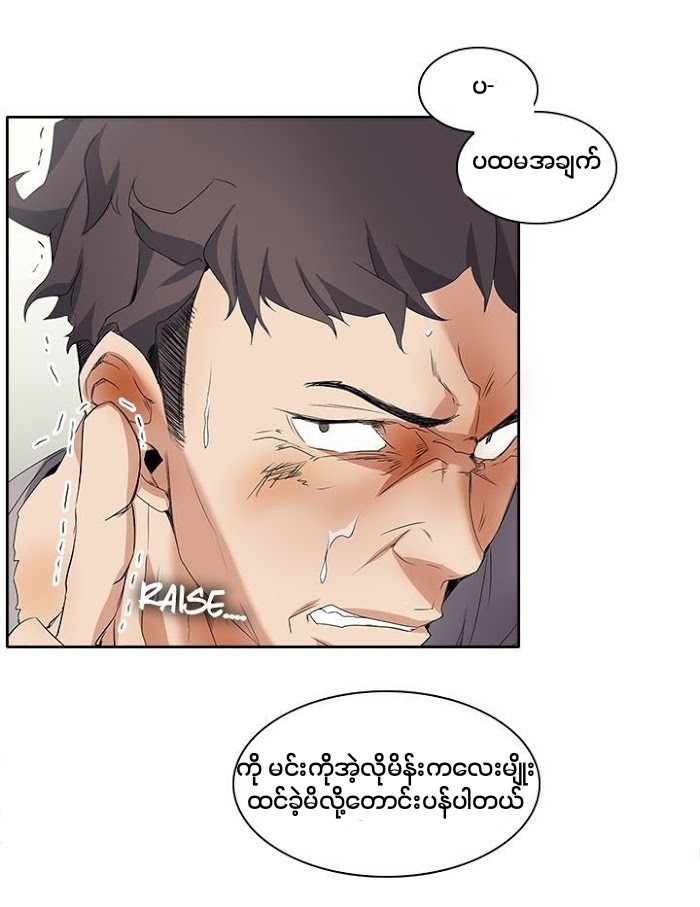 ပ-
ပထမအချက်
RAISE....
ကို မင်းကိုအဲ့လိုမိန်းကလေးမျိုး
ထင်ခဲ့မိလို့တောင်းပန်ပါတယ်